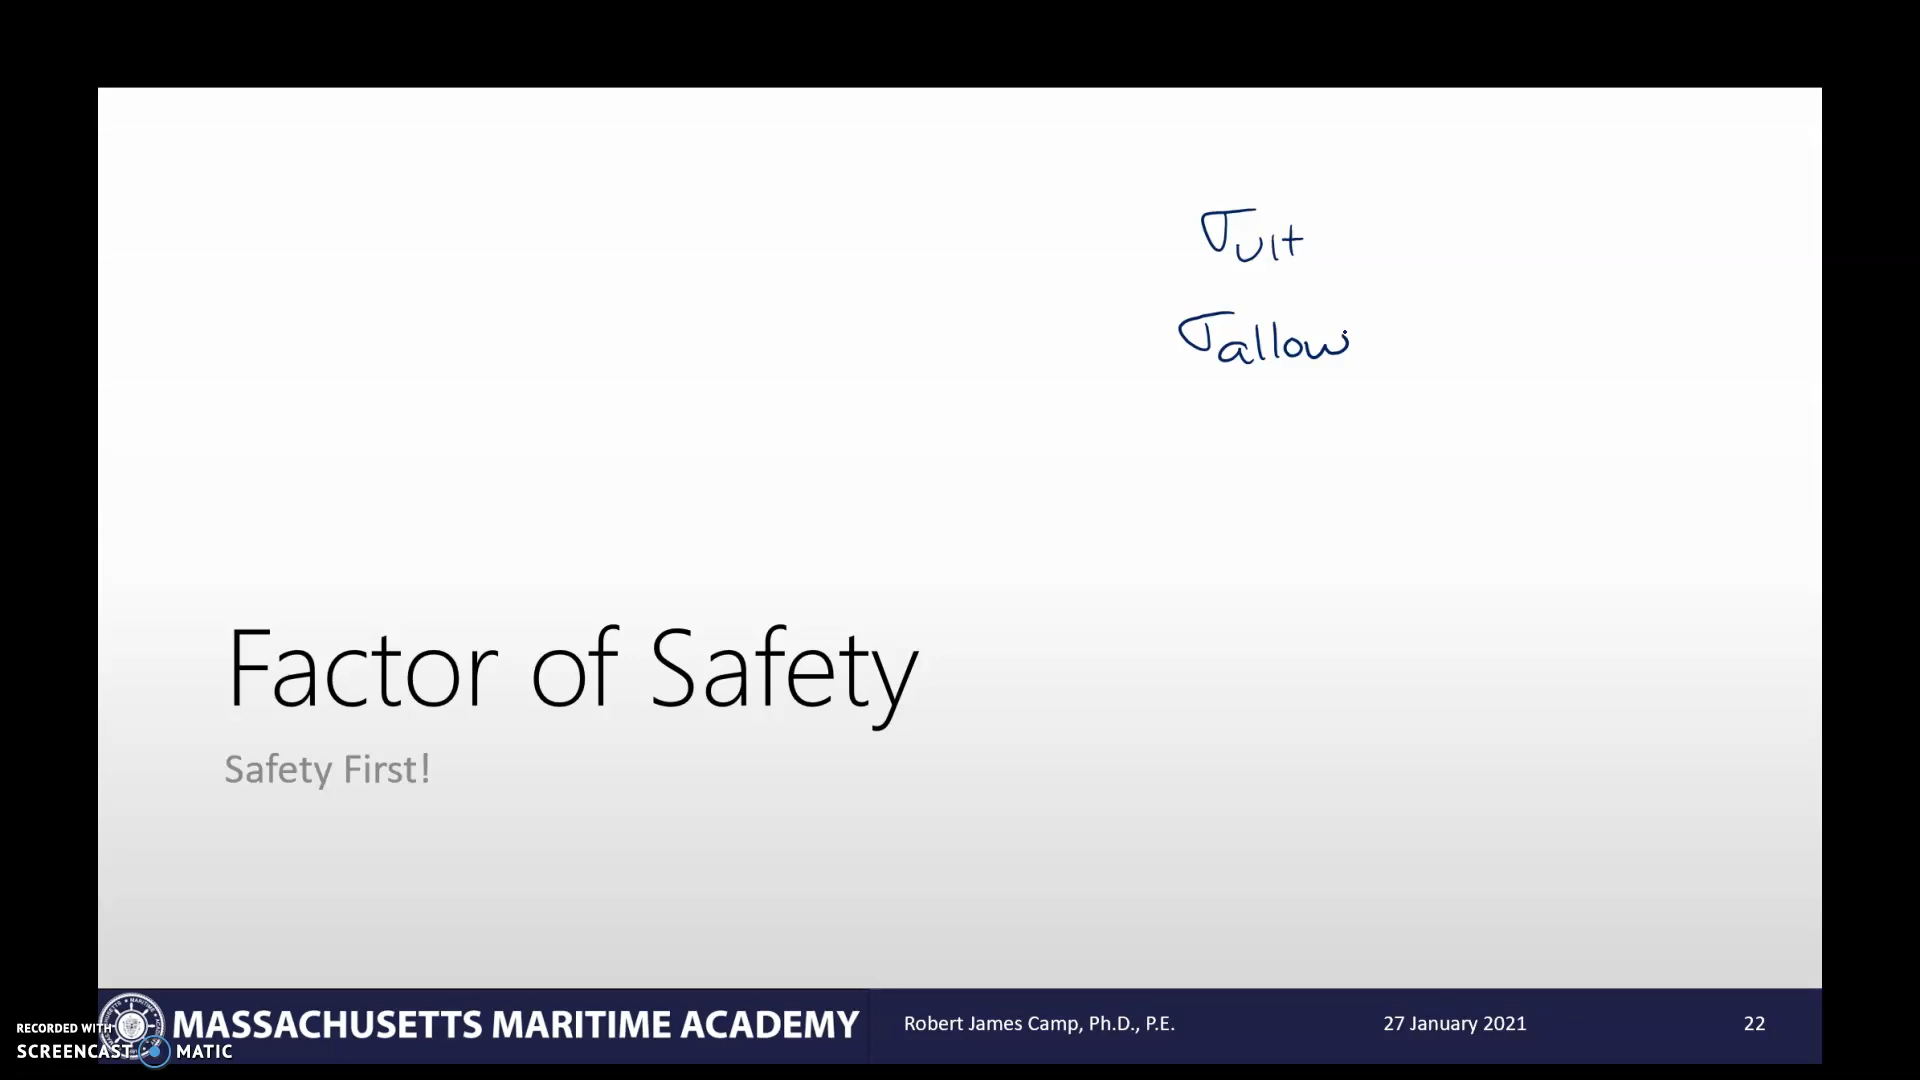 σult
σallow
Factor of Safety
Safety First!
MASSACHUSETTS MARITIME ACADEMY
Robert James Camp, Ph.D., P.E.
27 January 2021
22
RECORDED WITH
SCREENCAST MATIC